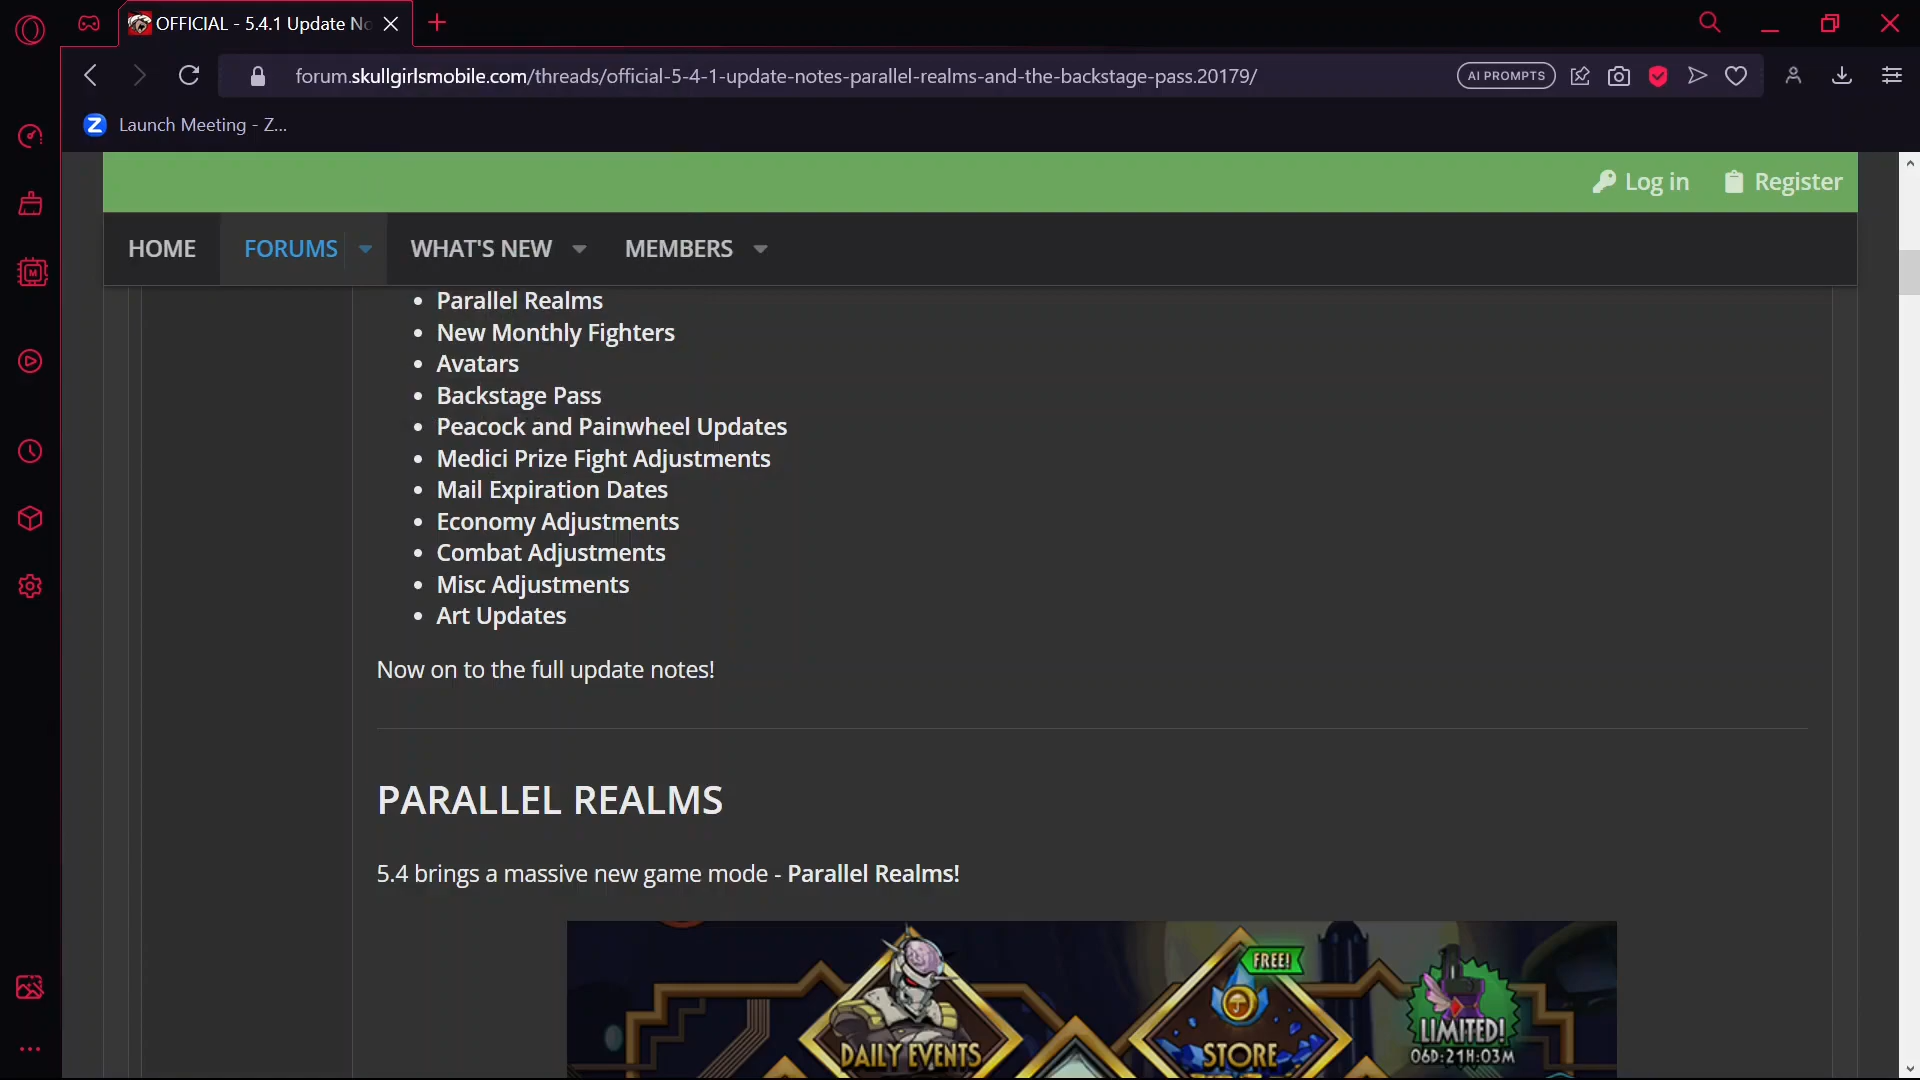 OFFICIAL - 5.4.1 Update No
forum.skullgirlsmobile.com/threads/official-5-4-1-update-notes-parallel-realms-and-the-backstage-pass.20179/
AI PROMPTS
Z Launch Meeting - Z...
Log in
Register
HOME
FORUMS
WHAT'S NEW
MEMBERS
M
• Parallel Realms
• New Monthly Fighters
• Avatars
• Backstage Pass
• Peacock and Painwheel Updates
• Medici Prize Fight Adjustments
• Mail Expiration Dates
• Economy Adjustments
• Combat Adjustments
• Misc Adjustments
• Art Updates
Now on to the full update notes!
PARALLEL REALMS
5.4 brings a massive new game mode - Parallel Realms!
FREE!
DAILY EVENTS
STORE
LIMITED!
06D:21H:03M